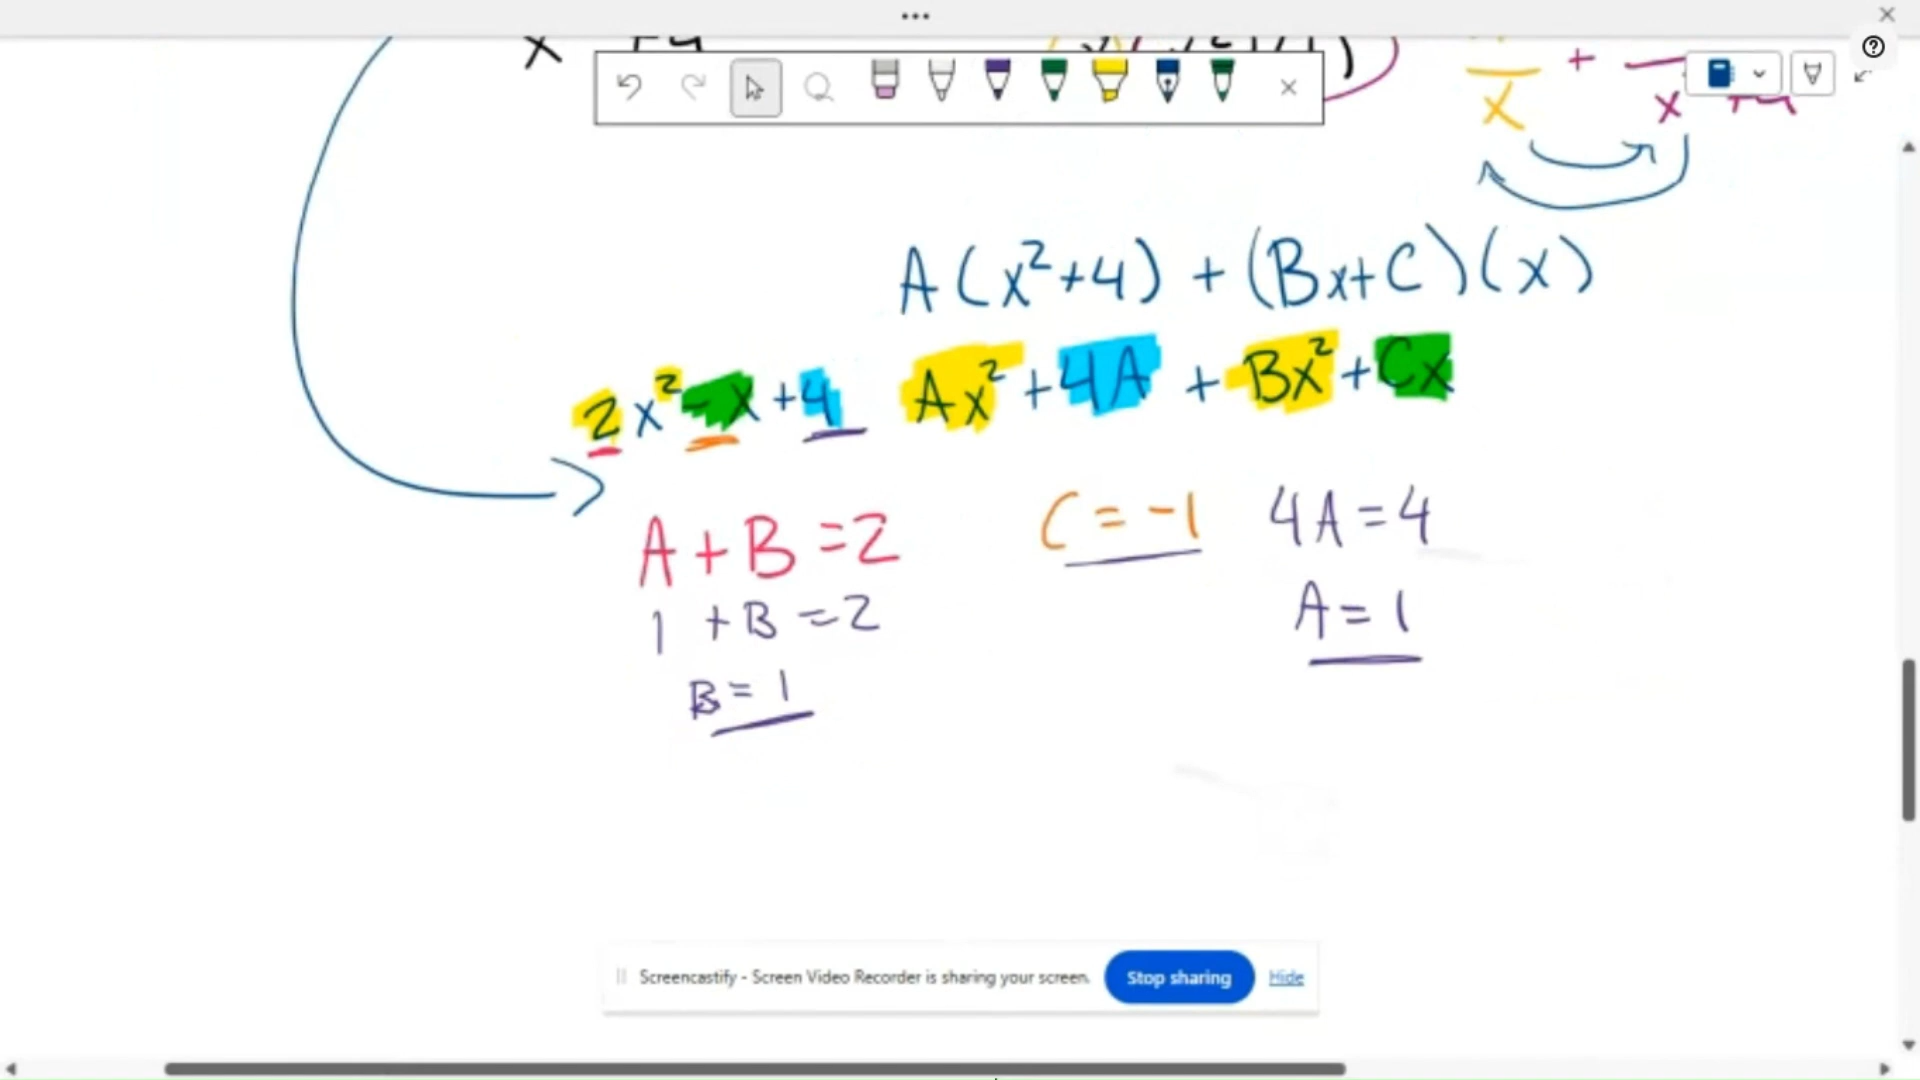 x + x
A(x²+4) + (Bx+C)(x)
2x²-x+4 Ax²+4A + Bx²+Cx
A+B=2 C=-1 4A=4
1 +B=2 A=1
B=1
Screencastify - Screen Video Recorder is sharing your screen. Stop sharing Hide